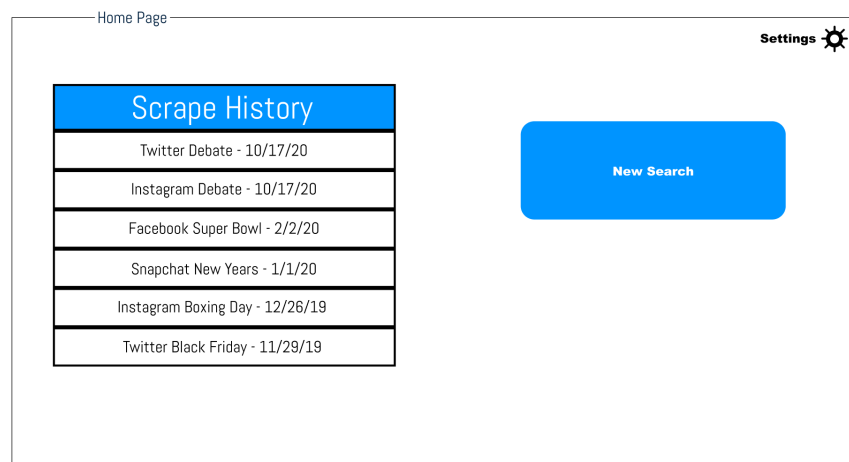 Home Page
Settings
Scrape History
Twitter Debate - 10/17/20
Instagram Debate - 10/17/20
Facebook Super Bowl - 2/2/20
Snapchat New Years - 1/1/20
Instagram Boxing Day - 12/26/19
Twitter Black Friday - 11/29/19
New Search